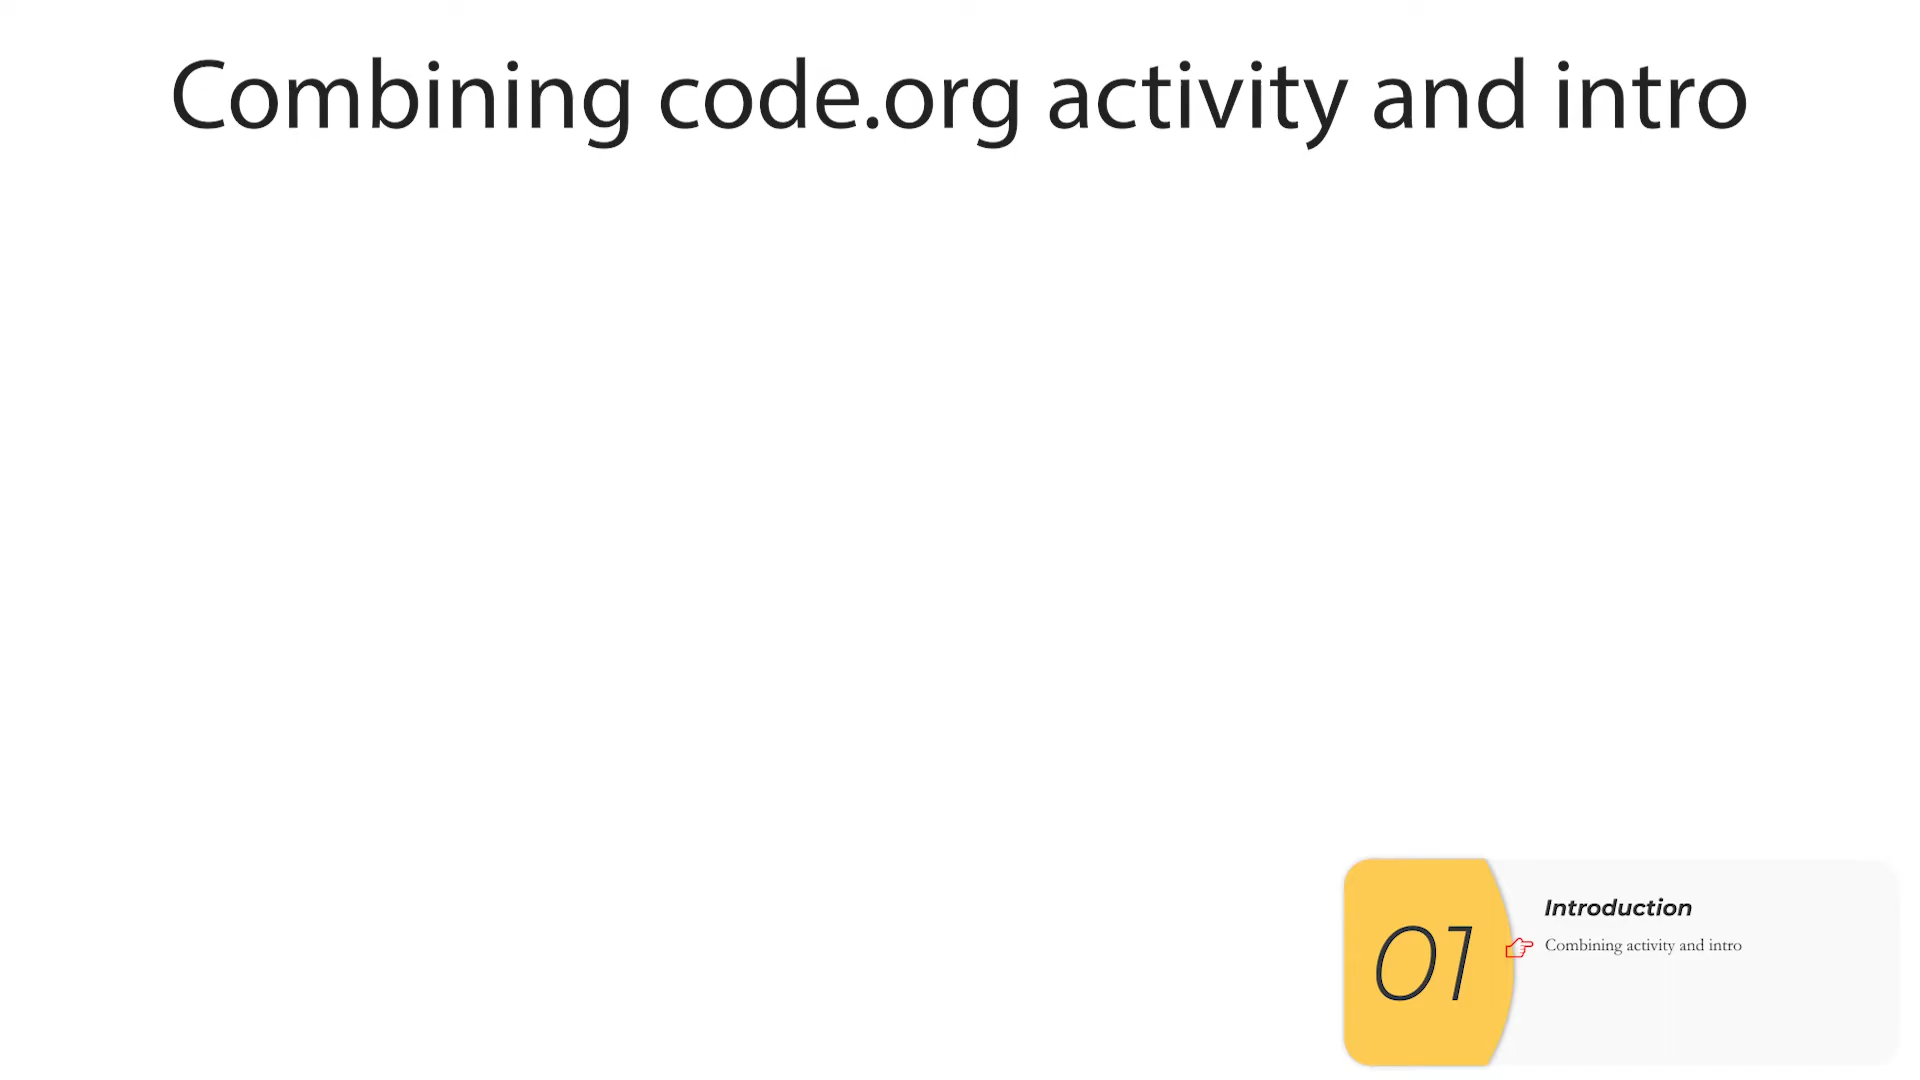 Combining code.org activity and intro
01
Introduction
Combining activity and intro